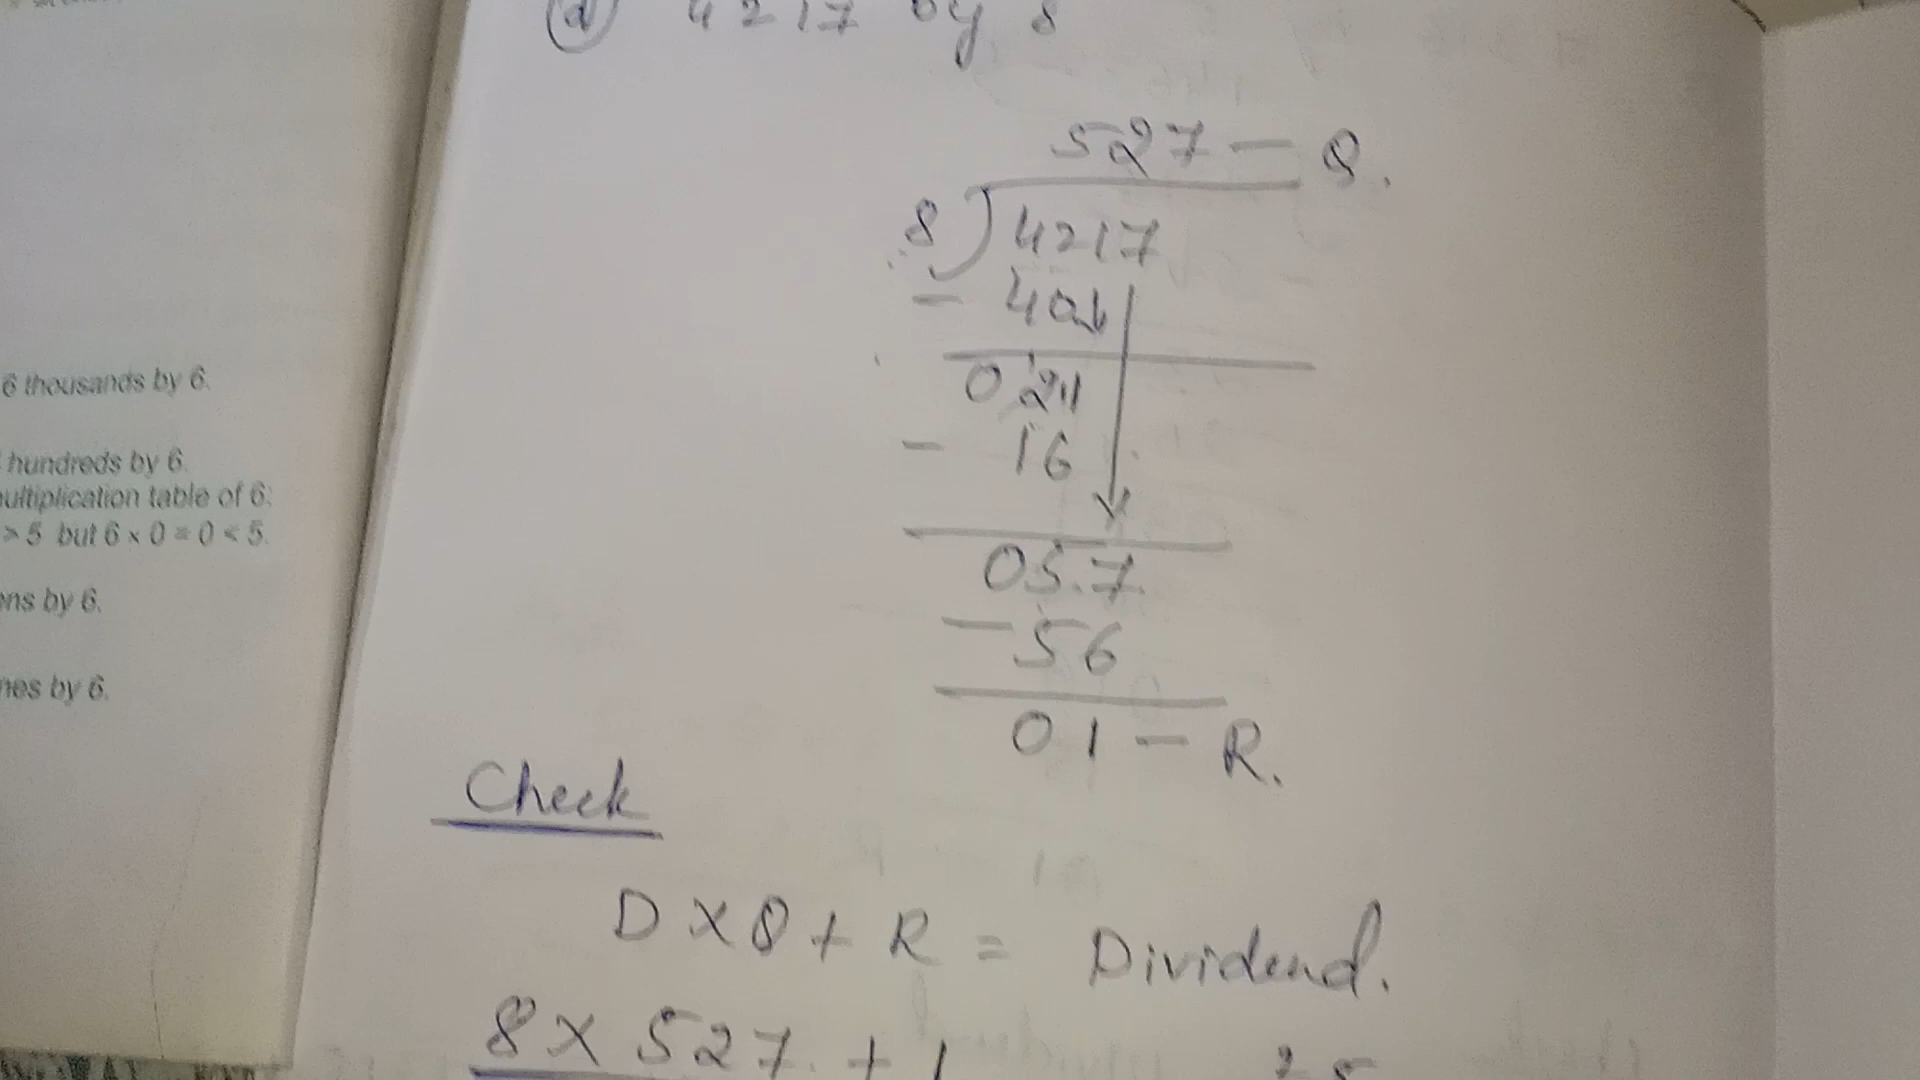 6 thousands by 6.
hundreds by 6.
multiplication table of 6:
> 5 but 6 × 0 = 0 < 5.
ens by 6.
nes by 6.
(d) 4217 by 8
527 — Q.
8 ) 4217
- 40
021
- 16
057
- 56
01 — R.
Check
D × Q + R = Dividend.
8 × 527 + 1